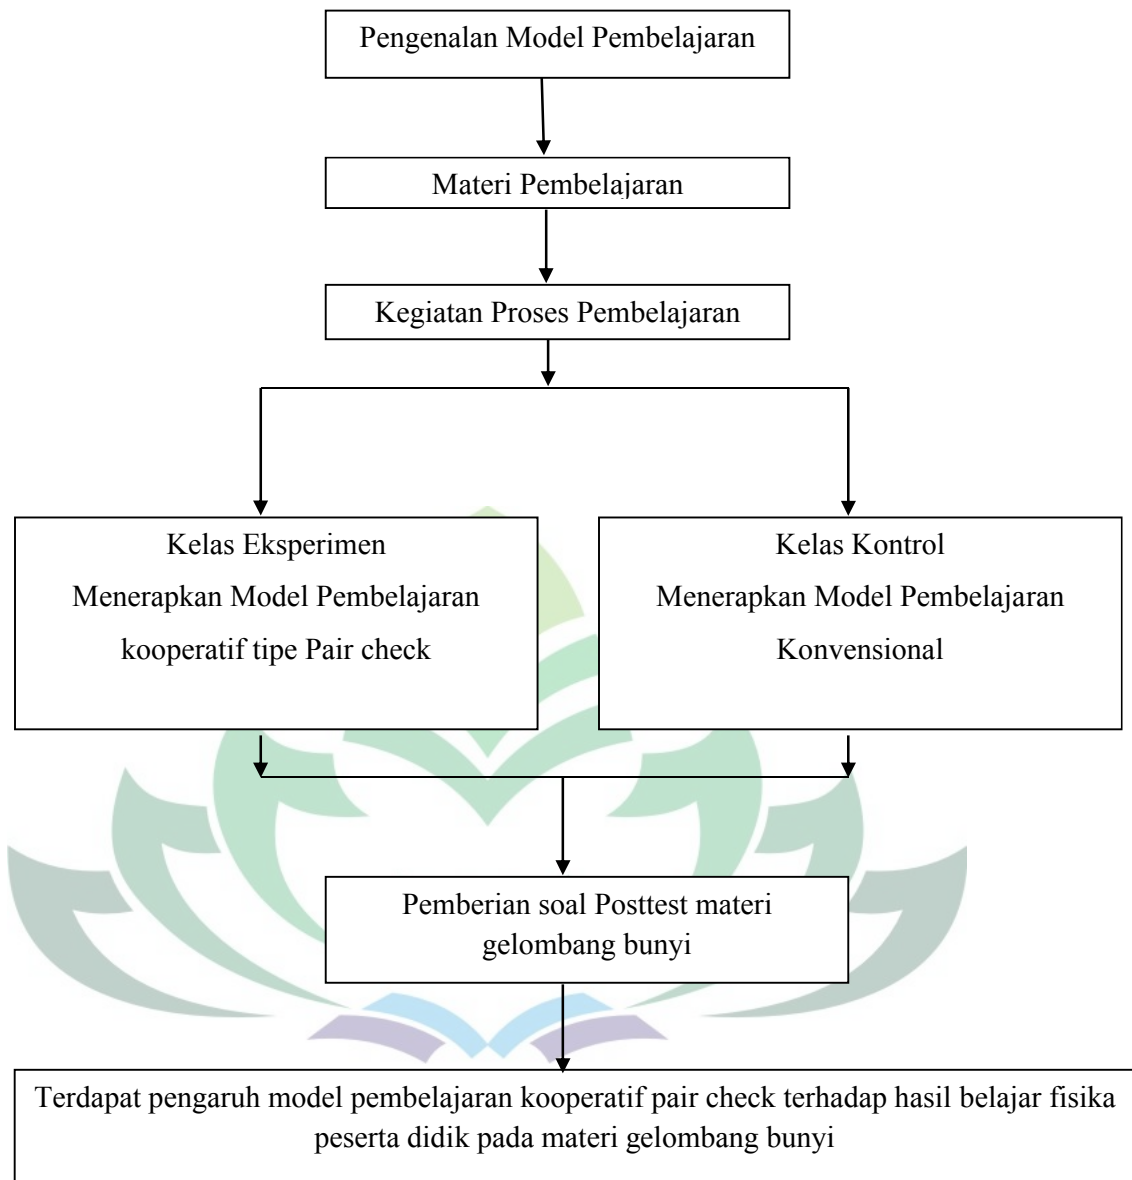 Pengenalan Model Pembelajaran
Materi Pembelajaran
Kegiatan Proses Pembelajaran
Kelas Eksperimen
Menerapkan Model Pembelajaran
kooperatif tipe Pair check
Kelas Kontrol
Menerapkan Model Pembelajaran
Konvensional
Pemberian soal Posttest materi
gelombang bunyi
Terdapat pengaruh model pembelajaran kooperatif pair check terhadap hasil belajar fisika
peserta didik pada materi gelombang bunyi